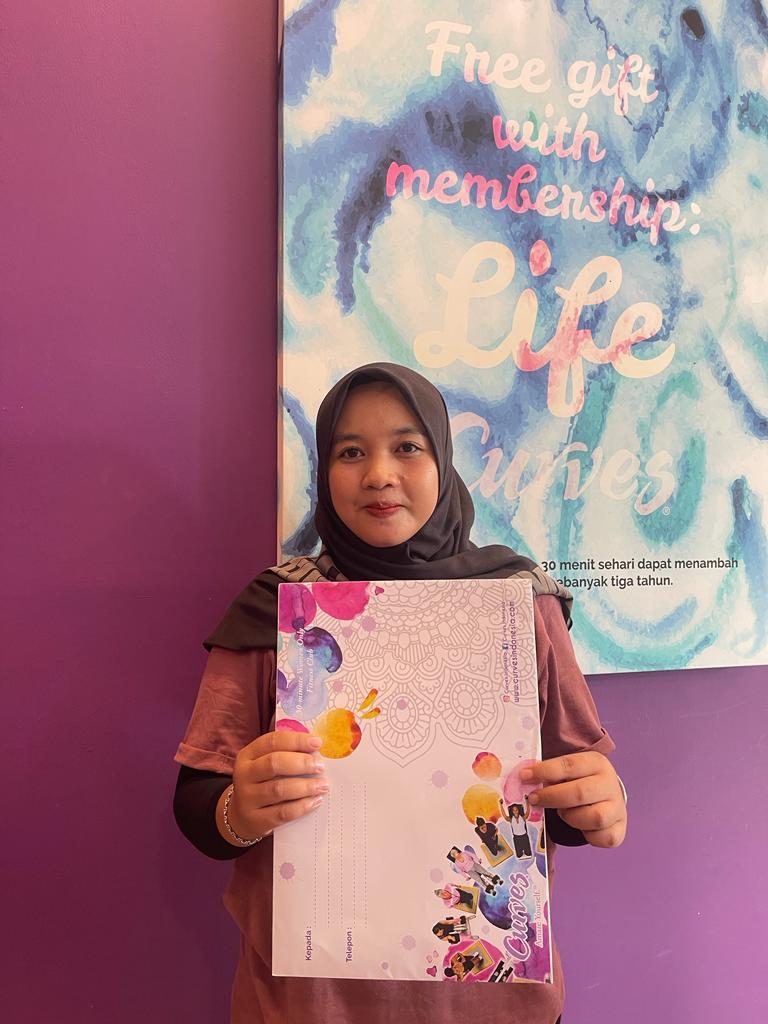 Free gift
with
membership:
Life
Curves®
30 menit sehari dapat menambah
ebanyak tiga tahun.
30-minute Women Only
Fitness Club
www.curvesindonesia.com
Kepada :
Telepon :
Curves
Amaze Yourself.